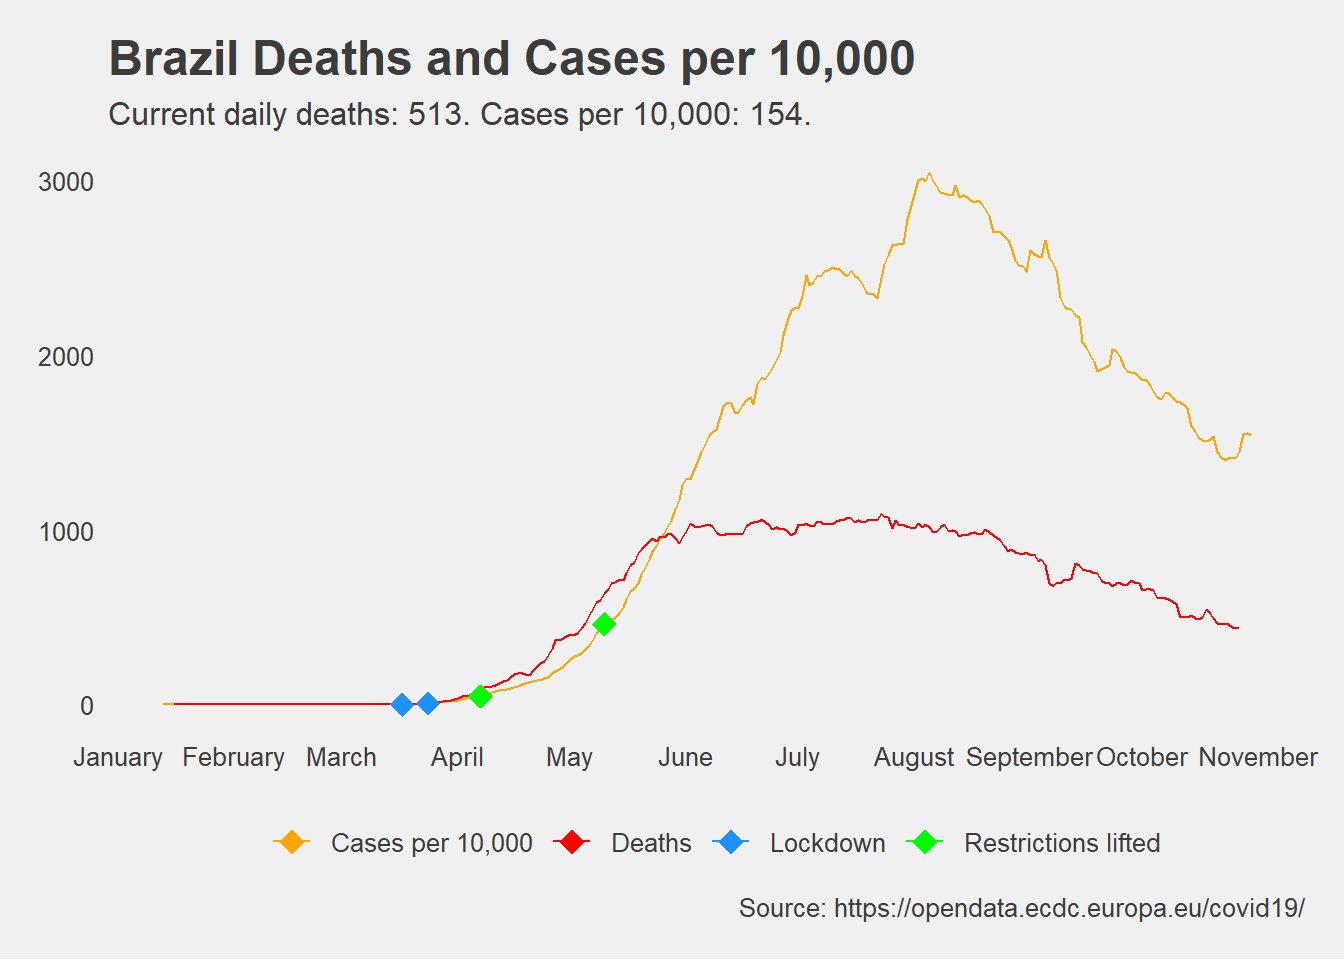 Brazil Deaths and Cases per 10,000
Current daily deaths: 513. Cases per 10,000: 154.
3000
2000
1000
0
January February March April May June July August September October November
Cases per 10,000 Deaths Lockdown Restrictions lifted
Source: https://opendata.ecdc.europa.eu/covid19/